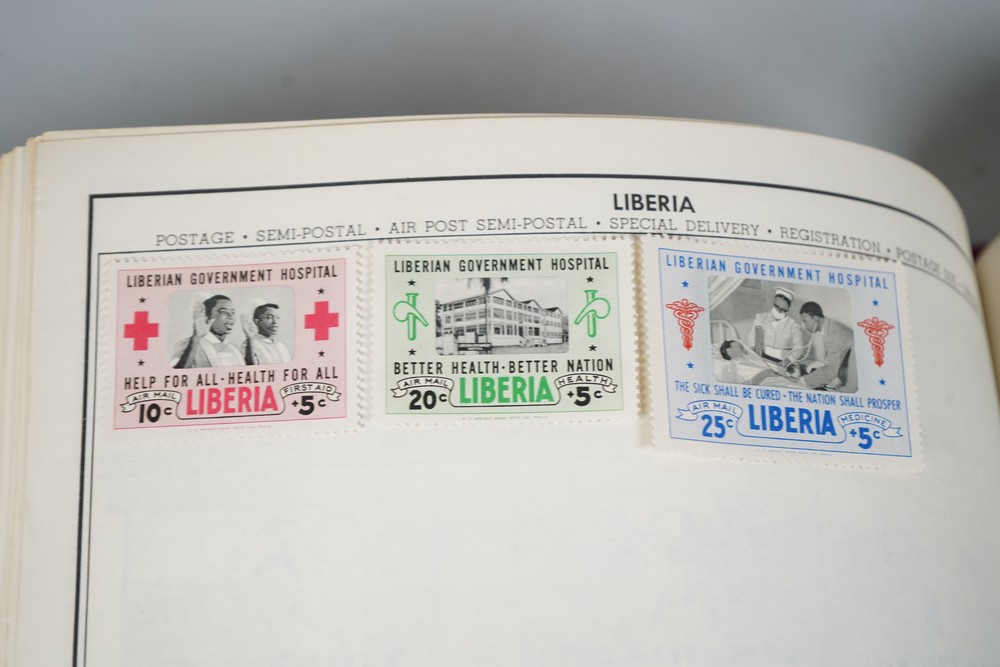 LIBERIA
POSTAGE • SEMI-POSTAL • AIR POST SEMI-POSTAL • SPECIAL DELIVERY • REGISTRATION • POSTAGE DUE
LIBERIAN GOVERNMENT HOSPITAL
HELP FOR ALL · HEALTH FOR ALL
AIR MAIL
FIRST AID
10c LIBERIA +5c
LIBERIAN GOVERNMENT HOSPITAL
BETTER HEALTH · BETTER NATION
AIR MAIL
HEALTH
20c LIBERIA +5c
LIBERIAN GOVERNMENT HOSPITAL
THE SICK SHALL BE CURED · THE NATION SHALL PROSPER
AIR MAIL
MEDICINE
25c LIBERIA +5c